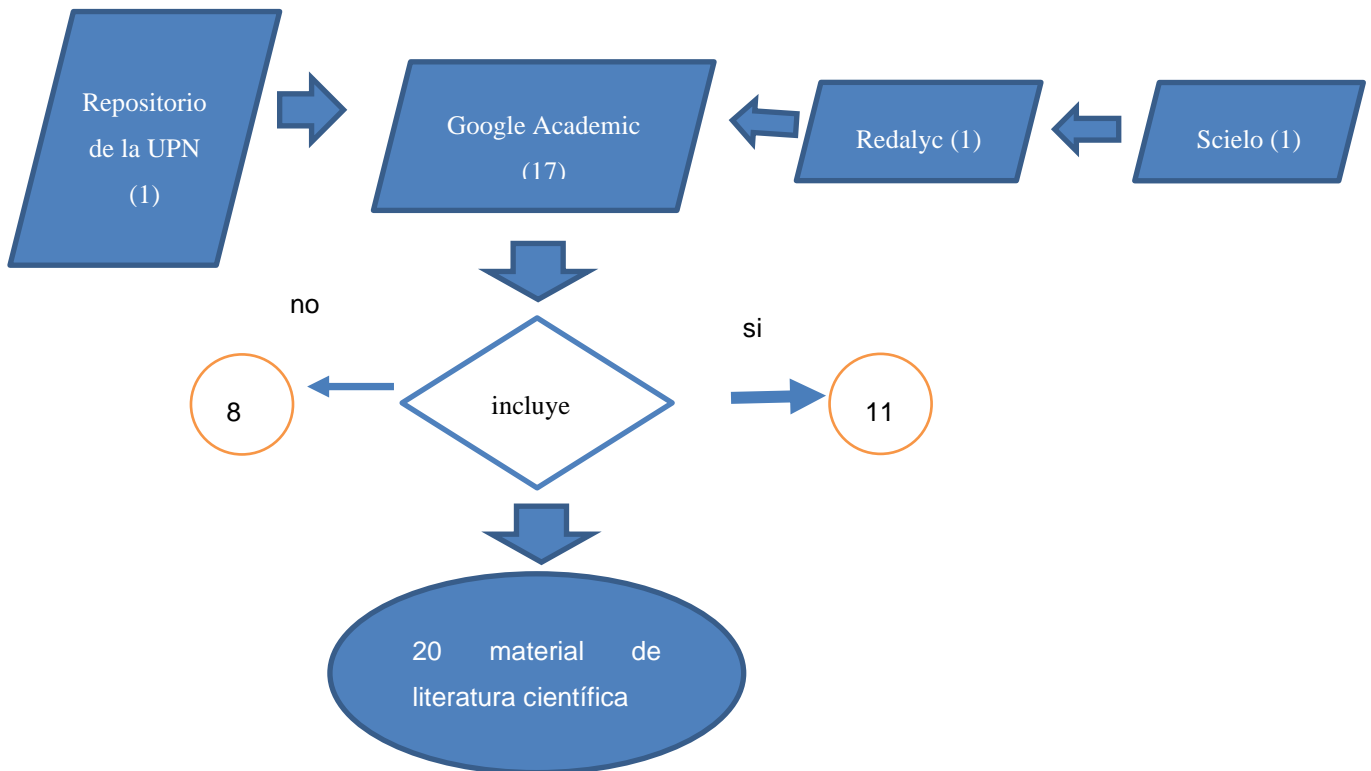 Repositorio
de la UPN
(1)
Google Academic
(17)
Redalyc (1)
Scielo (1)
no
si
8
incluye
11
20 material de
literatura científica